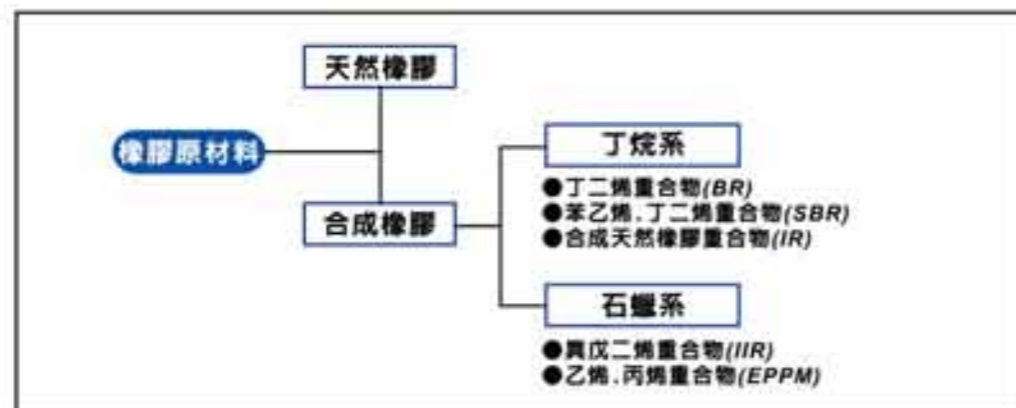 天然橡膠
橡膠原材料
合成橡膠
丁烷系
●丁二烯重合物(BR)
●苯乙烯.丁二烯重合物(SBR)
●合成天然橡膠重合物(IR)
石蠟系
●異戊二烯重合物(IIR)
●乙烯.丙烯重合物(EPPM)